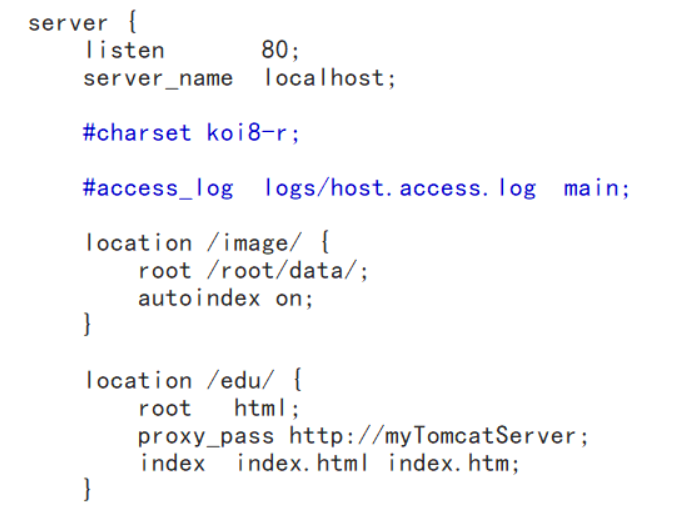 server {
    listen       80;
    server_name  localhost;

    #charset koi8-r;

    #access_log  logs/host.access.log  main;

    location /image/ {
        root /root/data/;
        autoindex on;
    }

    location /edu/ {
        root   html;
        proxy_pass http://myTomcatServer;
        index  index.html index.htm;
    }